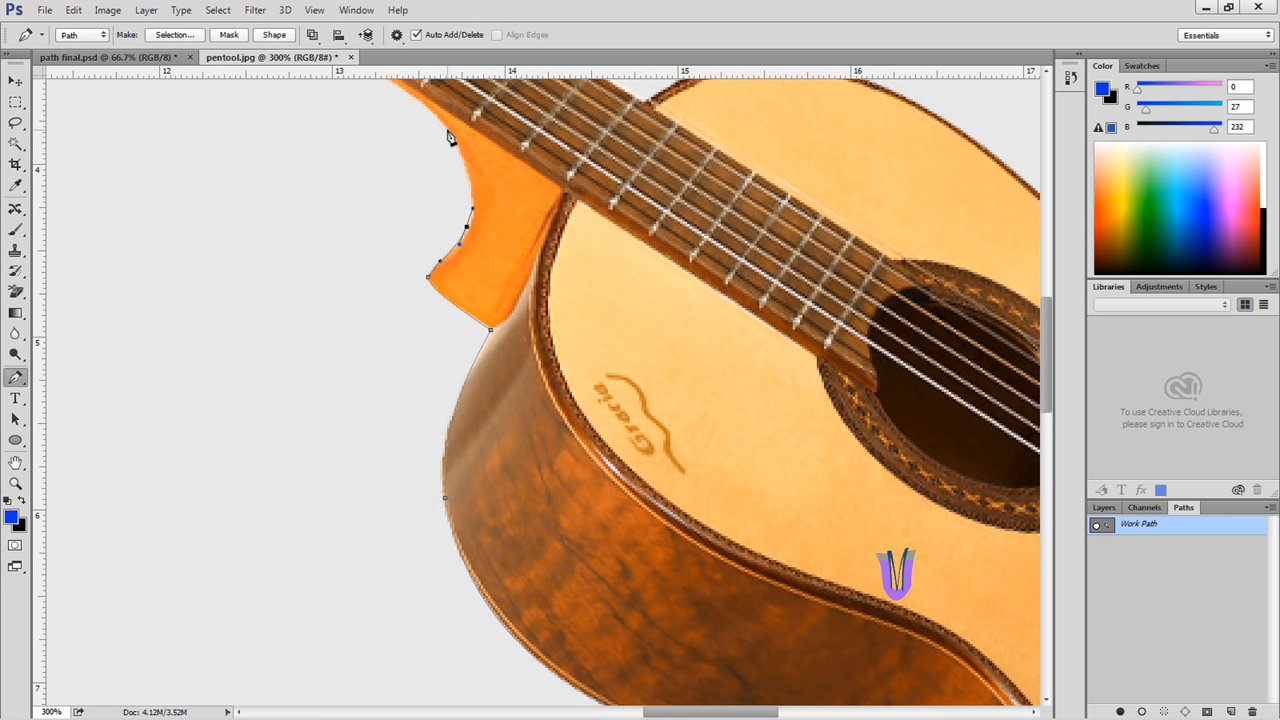 Ps File Edit Image Layer Type Select Filter 3D View Window Help
Path Make: Selection... Mask Shape Auto Add/Delete Align Edges Essentials
path final.psd @ 66.7% (RGB/8) * × pentool.jpg @ 300% (RGB/8#) * ×
12 13 14 15 16 17
4
5
6
7
Gracia
Color Swatches
R 0
G 27
B 232
Libraries Adjustments Styles
To use Creative Cloud Libraries,
please sign in to Creative Cloud
T fx
Layers Channels Paths
Work Path
T
300% Doc: 4.12M/3.52M